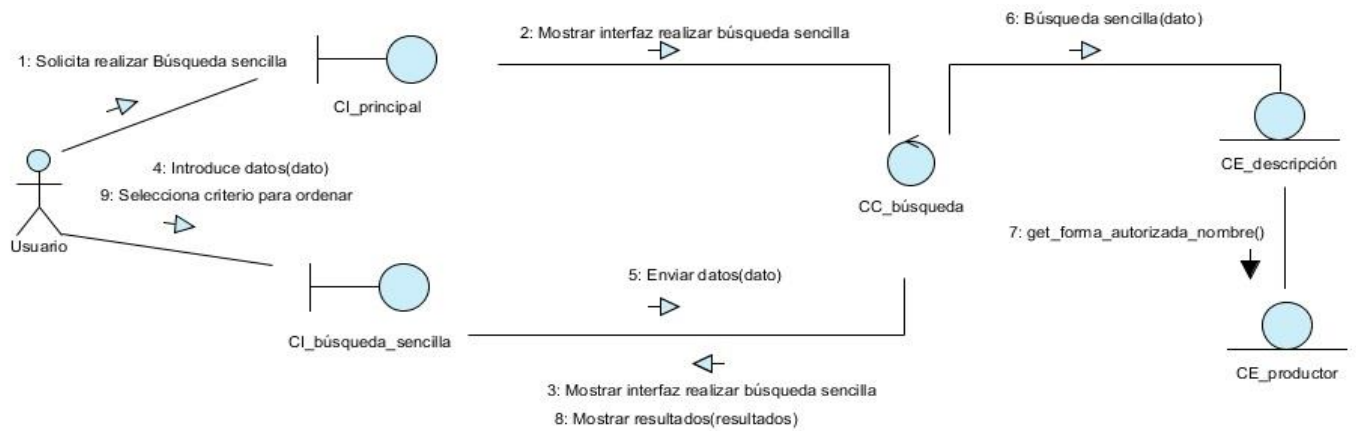 6: Búsqueda sencilla(dato)
2: Mostrar interfaz realizar búsqueda sencilla
1: Solicita realizar Búsqueda sencilla
CI_principal
4: Introduce datos(dato)
9: Selecciona criterio para ordenar
CE_descripción
CC_búsqueda
Usuario
7: get_forma_autorizada_nombre()
5: Enviar datos(dato)
CI_búsqueda_sencilla
CE_productor
3: Mostrar interfaz realizar búsqueda sencilla
8: Mostrar resultados(resultados)